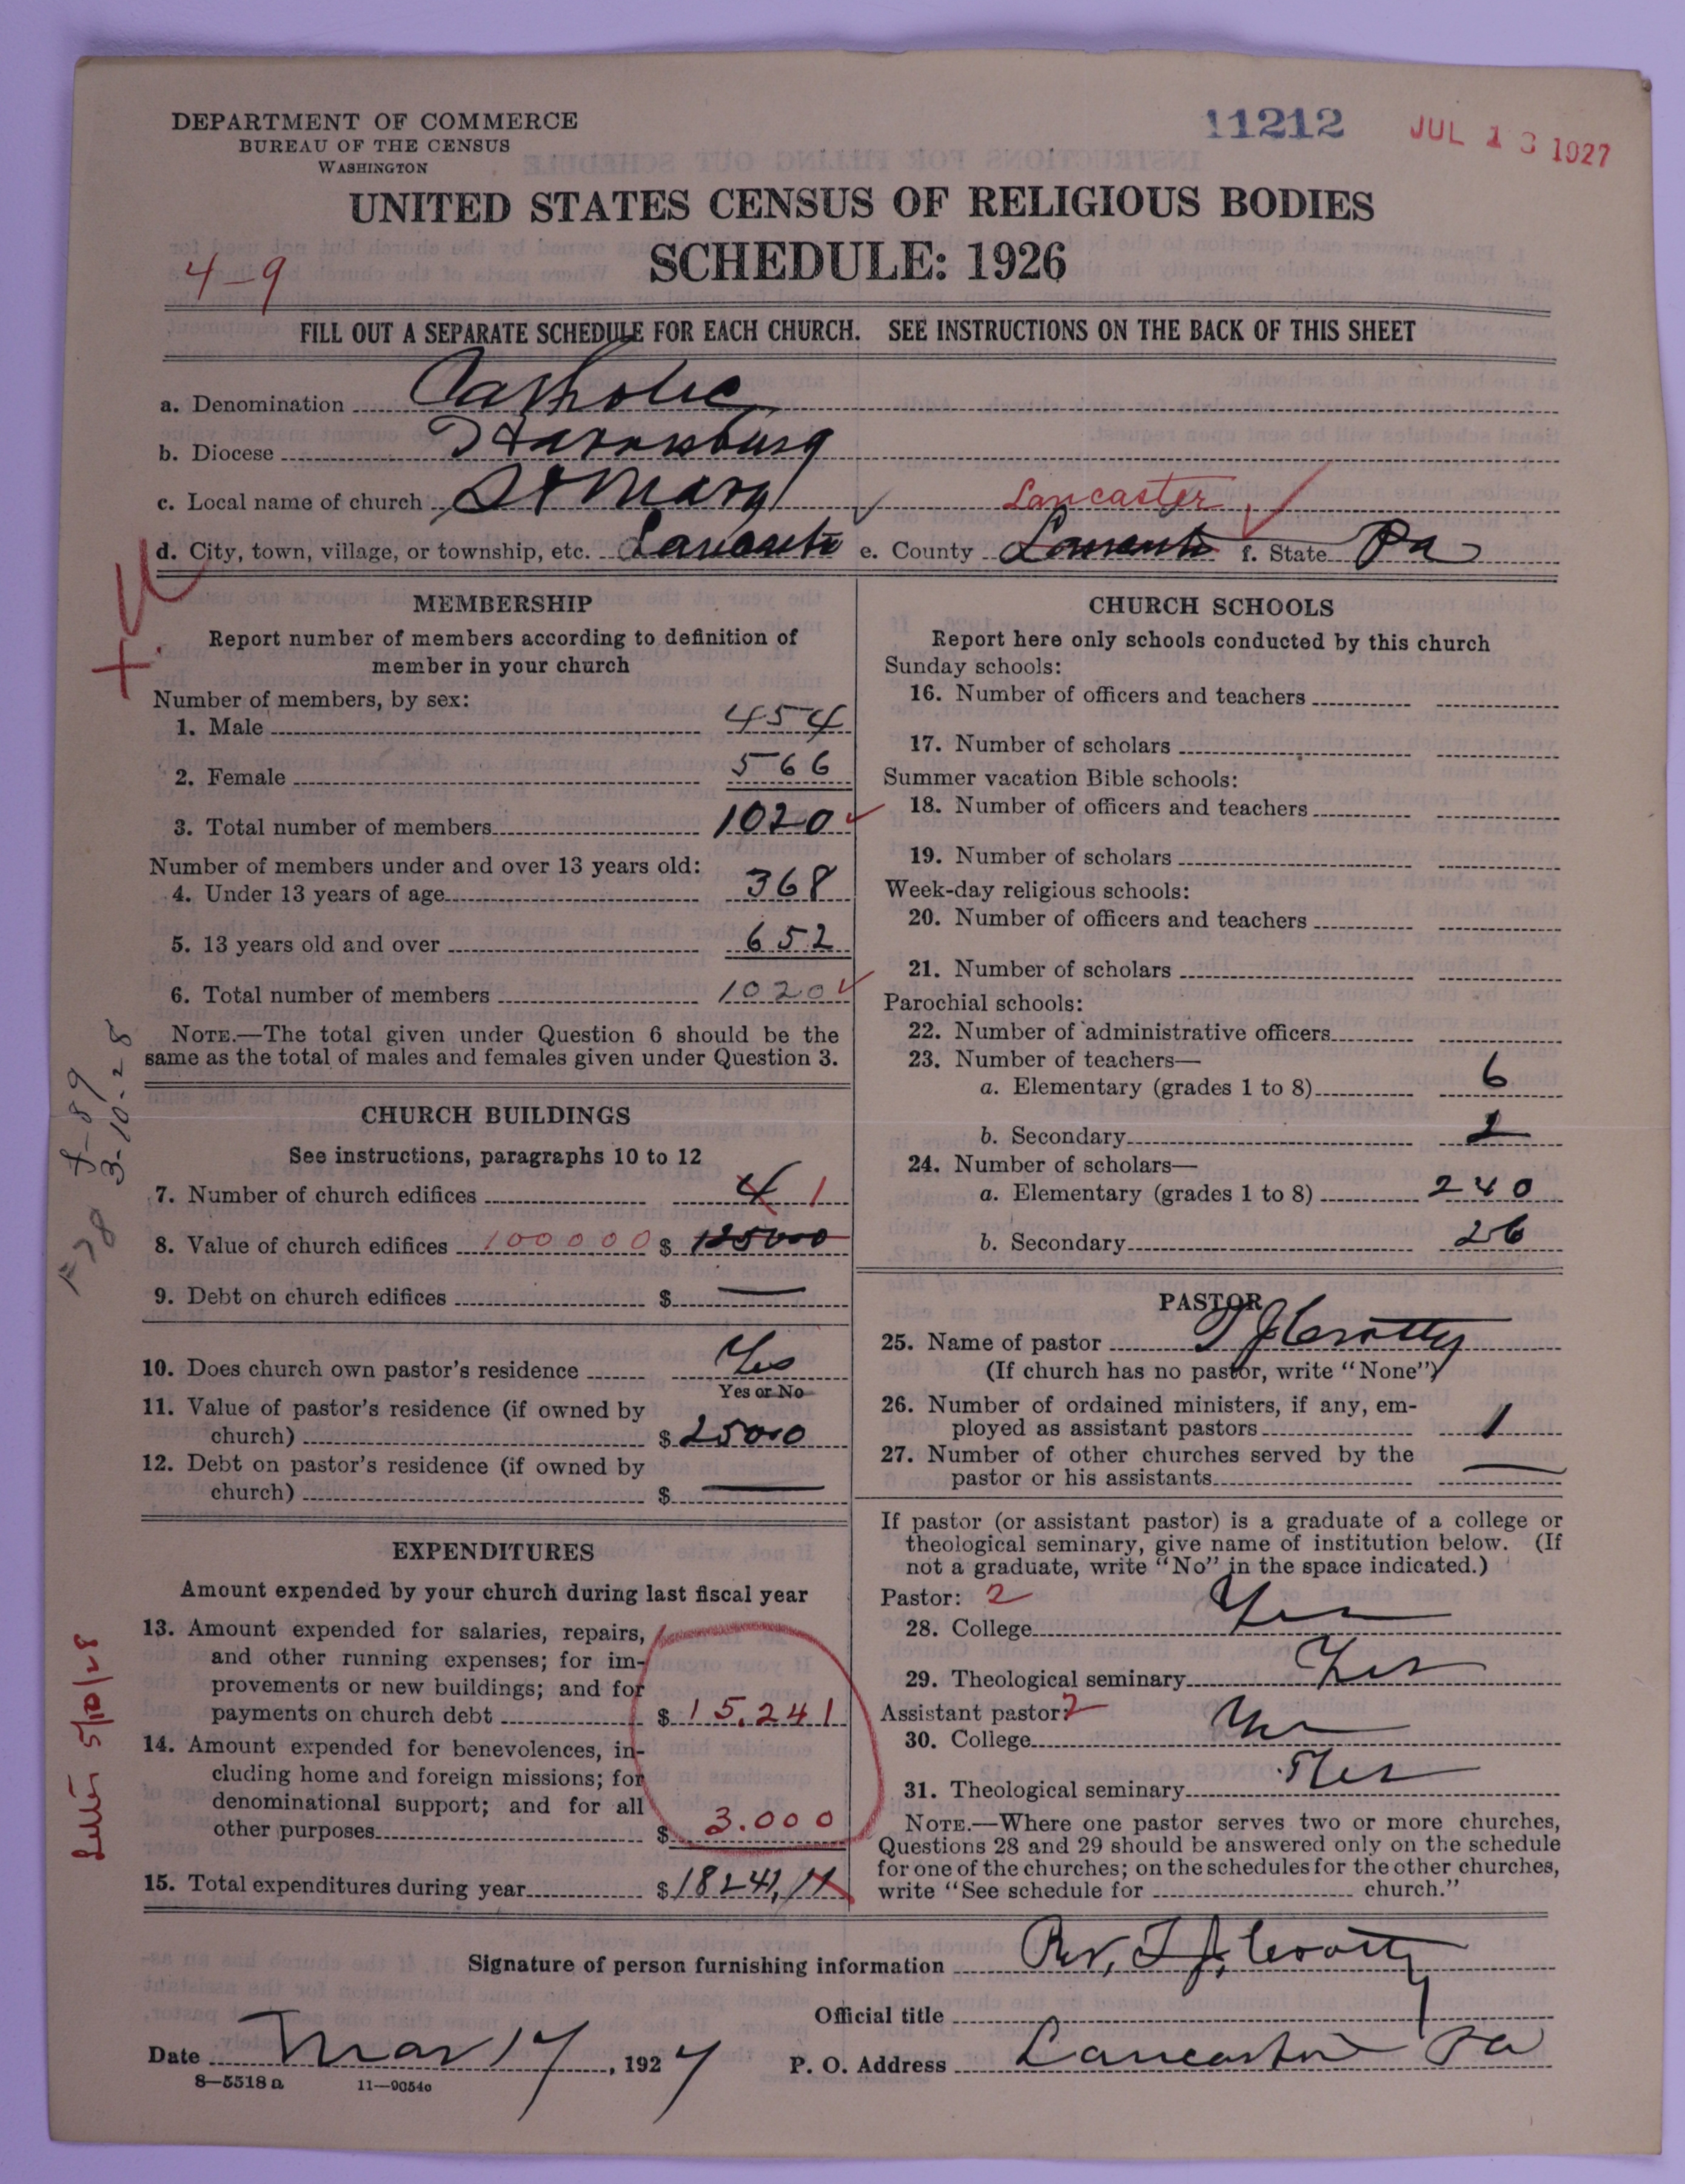 DEPARTMENT OF COMMERCE
BUREAU OF THE CENSUS
WASHINGTON
11212
JUL 13 1927
UNITED STATES CENSUS OF RELIGIOUS BODIES
SCHEDULE: 1926
4-9
FILL OUT A SEPARATE SCHEDULE FOR EACH CHURCH. SEE INSTRUCTIONS ON THE BACK OF THIS SHEET
a. Denomination Catholic
b. Diocese Harrisburg
c. Local name of church St Mary Lancaster
d. City, town, village, or township, etc. Lancaster e. County Lancaster f. State Pa
MEMBERSHIP
Report number of members according to definition of
member in your church
Number of members, by sex:
1. Male 454
2. Female 566
3. Total number of members 1020
Number of members under and over 13 years old:
4. Under 13 years of age 368
5. 13 years old and over 652
6. Total number of members 1020
NOTE.—The total given under Question 6 should be the
same as the total of males and females given under Question 3.
CHURCH BUILDINGS
See instructions, paragraphs 10 to 12
7. Number of church edifices 4 1
8. Value of church edifices 100000 $ 125000
9. Debt on church edifices $ —
10. Does church own pastor's residence Yes
Yes or No
11. Value of pastor's residence (if owned by
church) $ 25000
12. Debt on pastor's residence (if owned by
church) $ —
EXPENDITURES
Amount expended by your church during last fiscal year
13. Amount expended for salaries, repairs,
and other running expenses; for im-
provements or new buildings; and for
payments on church debt $ 15,241
14. Amount expended for benevolences, in-
cluding home and foreign missions; for
denominational support; and for all
other purposes $ 3.000
15. Total expenditures during year $ 18241,
CHURCH SCHOOLS
Report here only schools conducted by this church
Sunday schools:
16. Number of officers and teachers
17. Number of scholars
Summer vacation Bible schools:
18. Number of officers and teachers
19. Number of scholars
Week-day religious schools:
20. Number of officers and teachers
21. Number of scholars
Parochial schools:
22. Number of administrative officers
23. Number of teachers—
a. Elementary (grades 1 to 8) 6
b. Secondary 2
24. Number of scholars—
a. Elementary (grades 1 to 8) 240
b. Secondary 26
PASTOR
25. Name of pastor T J Crotty
(If church has no pastor, write "None")
26. Number of ordained ministers, if any, em-
ployed as assistant pastors 1
27. Number of other churches served by the
pastor or his assistants —
If pastor (or assistant pastor) is a graduate of a college or
theological seminary, give name of institution below. (If
not a graduate, write "No" in the space indicated.)
Pastor: 2
28. College Yes
29. Theological seminary Yes
Assistant pastor: 2
30. College Yes
31. Theological seminary Yes
NOTE.—Where one pastor serves two or more churches,
Questions 28 and 29 should be answered only on the schedule
for one of the churches; on the schedules for the other churches,
write "See schedule for church."
Signature of person furnishing information Rev. T. J. Crotty
Official title
Date Mar 17, 1927 P. O. Address Lancaster Pa
8—5518a 11—9054c
3-10-28
Letter 5/10/28